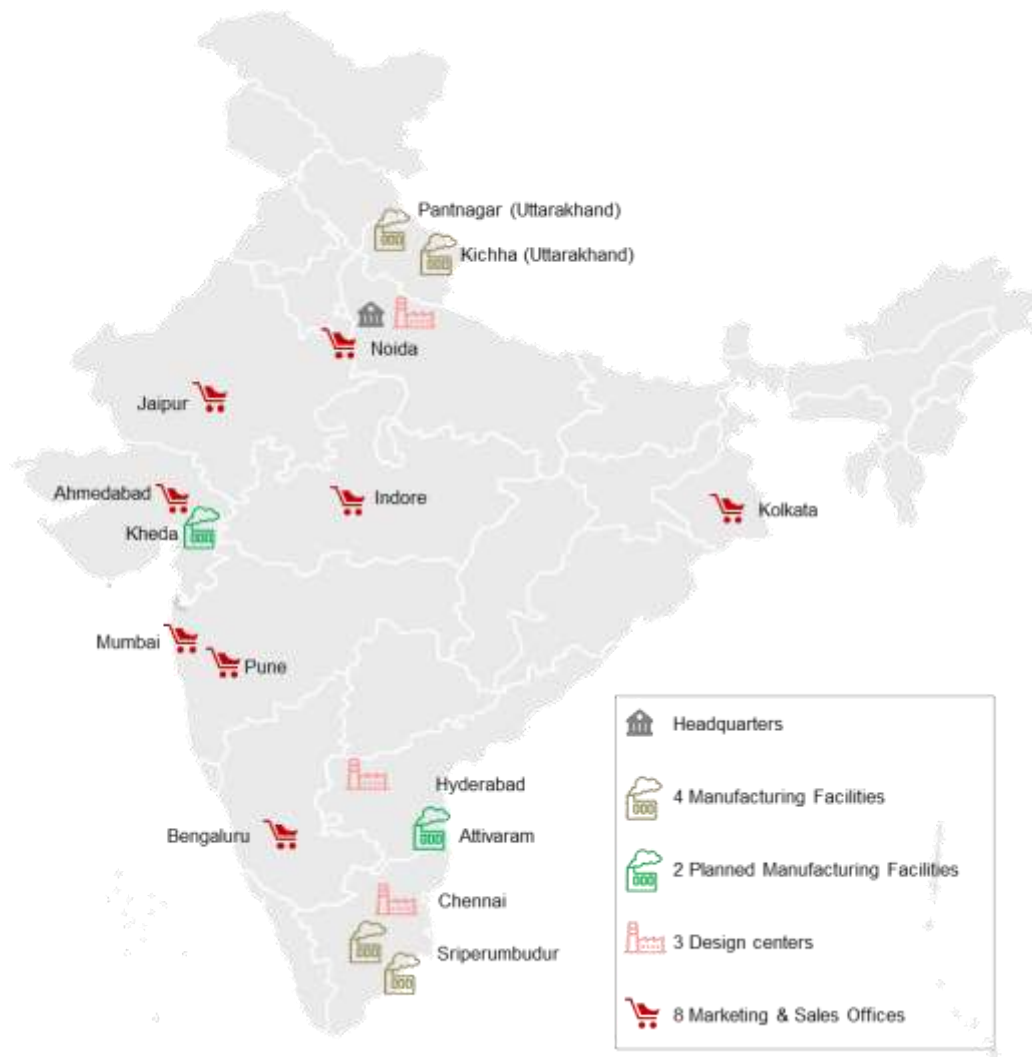 Pantnagar (Uttarakhand)
Kichha (Uttarakhand)
Noida
Jaipur
Ahmedabad
Indore
Kolkata
Kheda
Mumbai
Pune
Headquarters
Hyderabad
4 Manufacturing Facilities
Bengaluru
Attivaram
2 Planned Manufacturing Facilities
Chennai
3 Design centers
Sriperumbudur
8 Marketing & Sales Offices